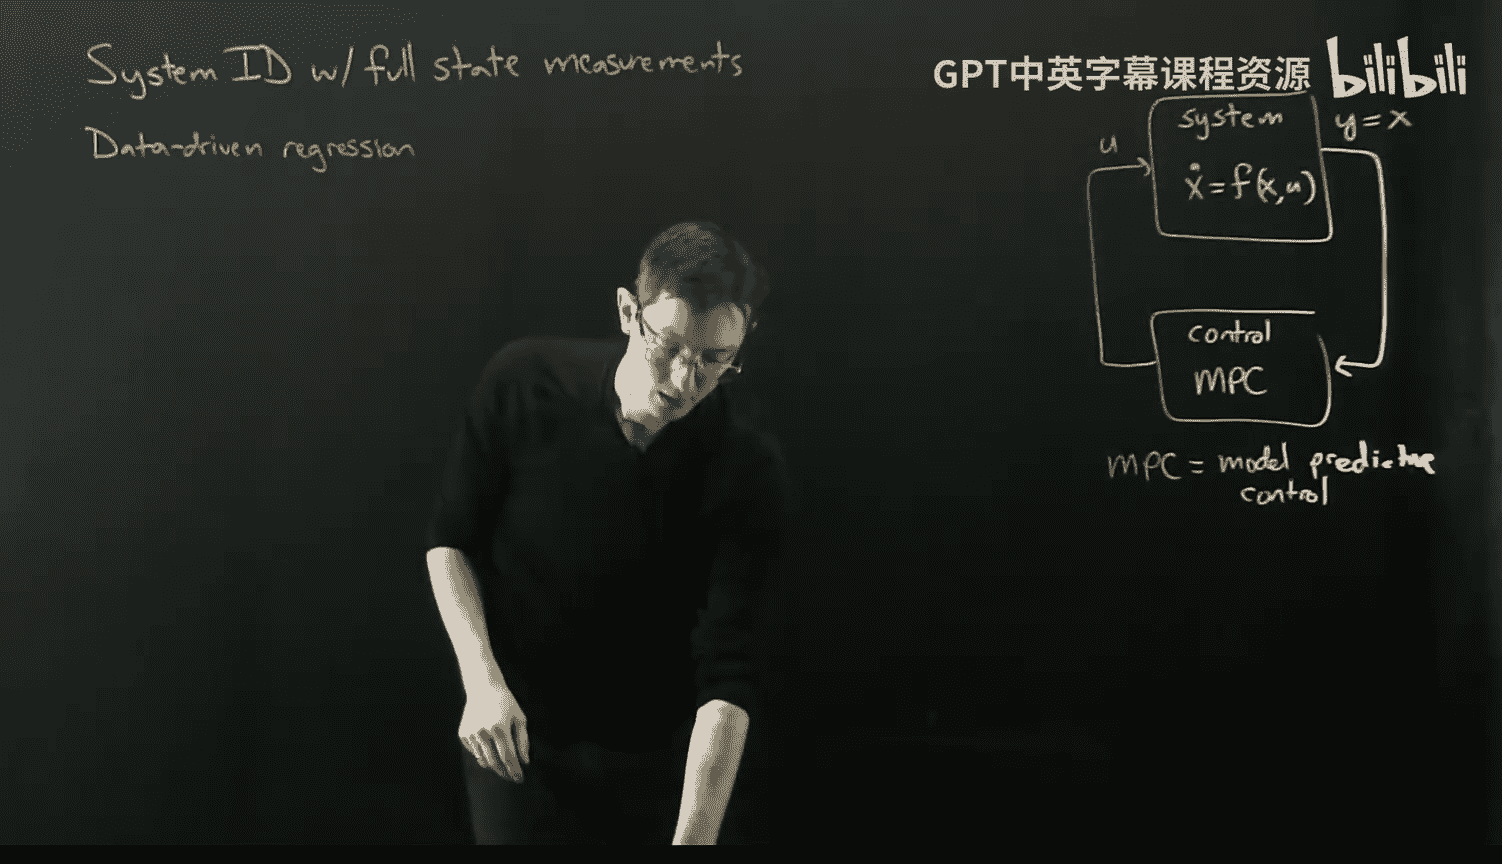 System ID w/ full state measurements
Data-driven regression
GPT中英字幕课程资源 bilibili
system
y = x
u
ẋ = f(x,u)
control
MPC
MPC = model predictive
control